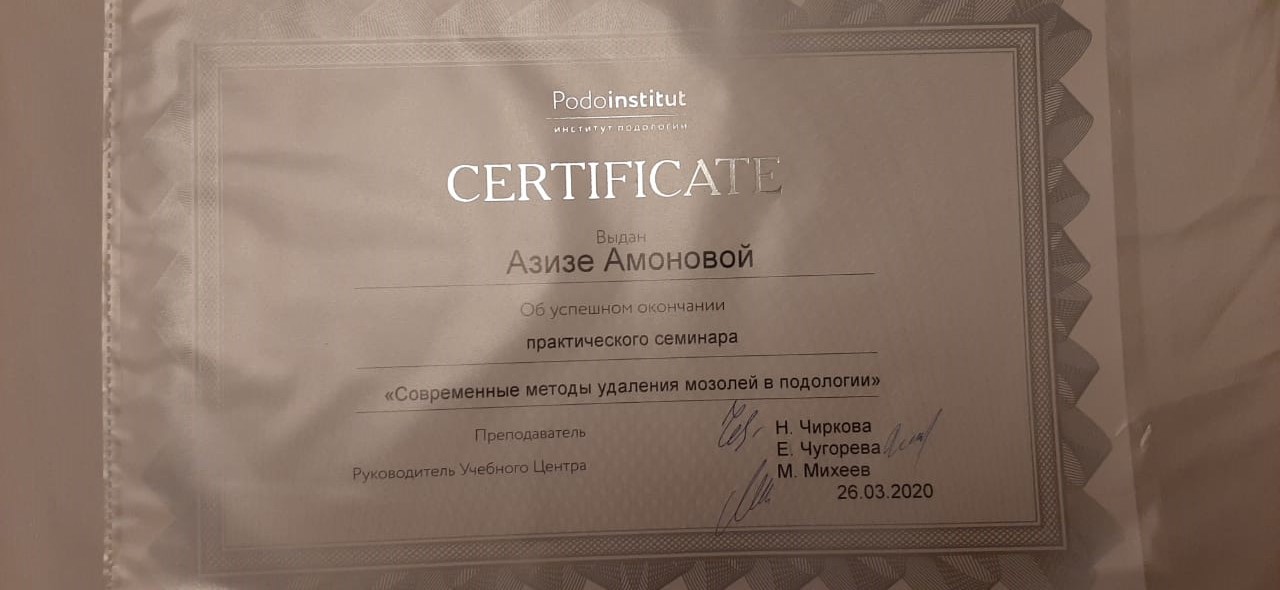 Podoinstitut
ИНСТИТУТ ПОДОЛОГИИ
CERTIFICATE
Выдан
Азизе Амоновой
Об успешном окончании
практического семинара
«Современные методы удаления мозолей в подологии»
Преподаватель
Н. Чиркова
Е. Чугорева
Руководитель Учебного Центра
М. Михеев
26.03.2020